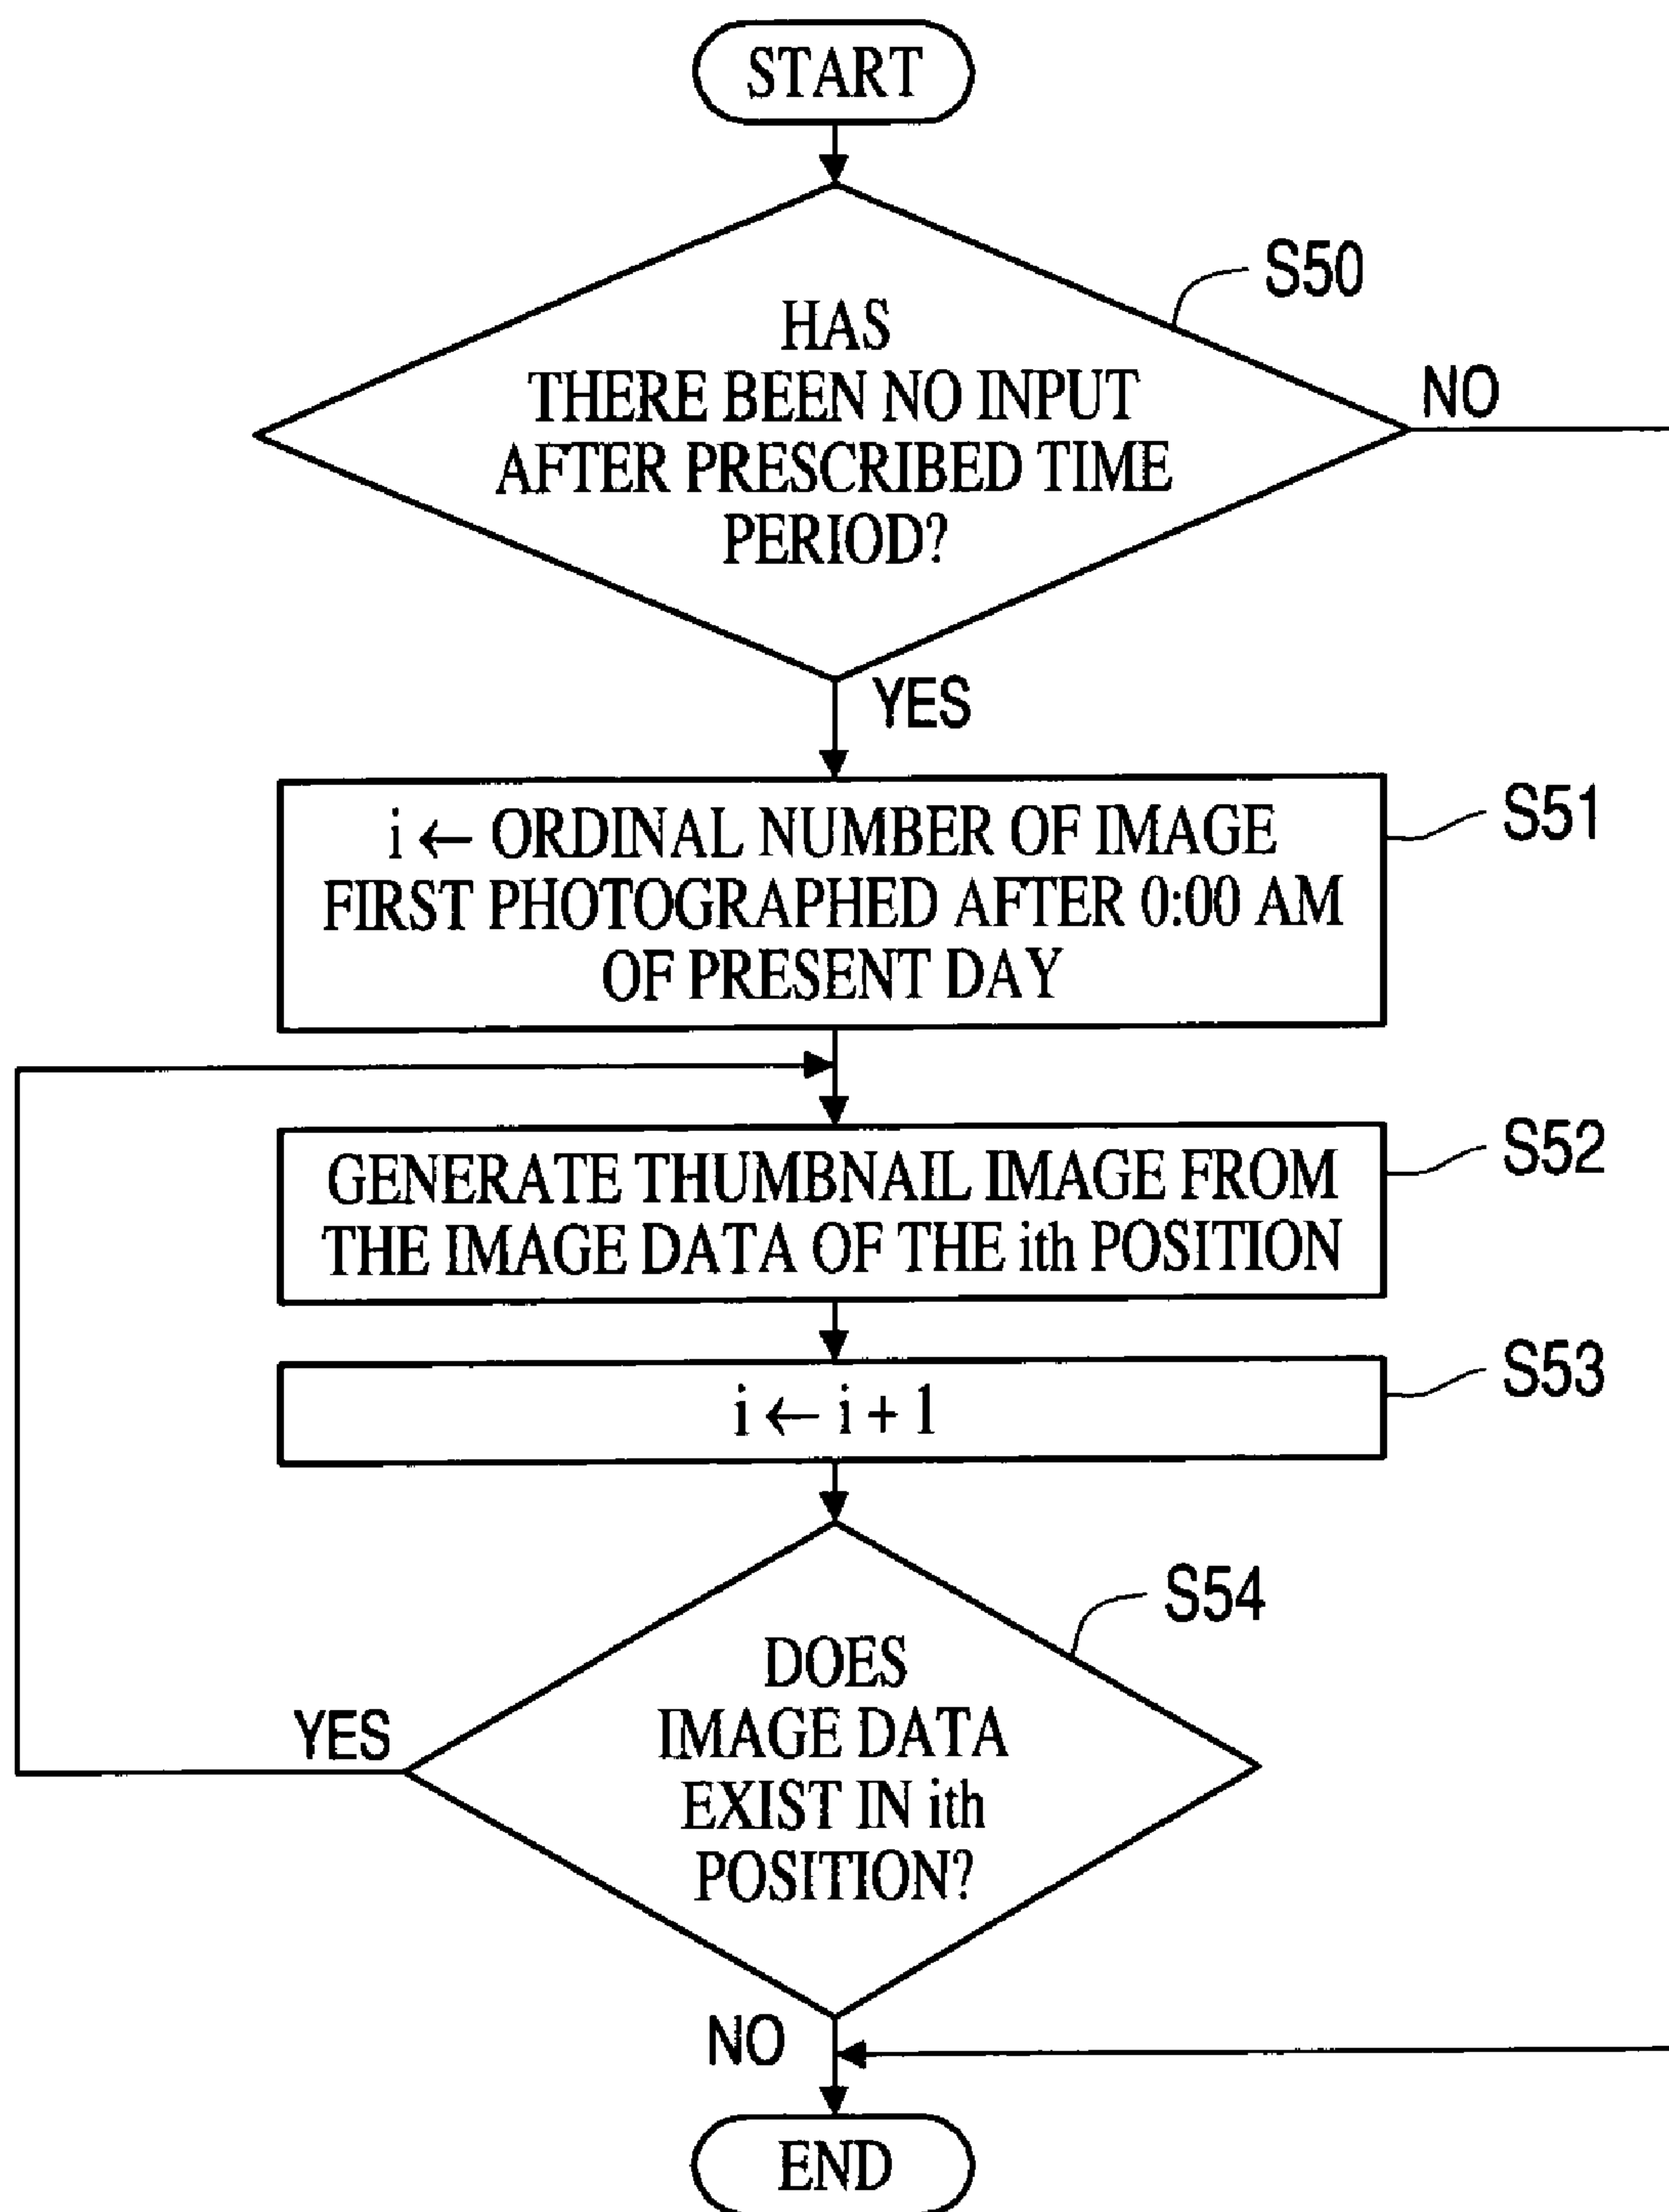 START
S50
HAS
THERE BEEN NO INPUT
AFTER PRESCRIBED TIME
PERIOD?
NO
YES
i ← ORDINAL NUMBER OF IMAGE
FIRST PHOTOGRAPHED AFTER 0:00 AM
OF PRESENT DAY
S51
GENERATE THUMBNAIL IMAGE FROM
THE IMAGE DATA OF THE ith POSITION
S52
i ← i + 1
S53
S54
DOES
IMAGE DATA
EXIST IN ith
POSITION?
YES
NO
END